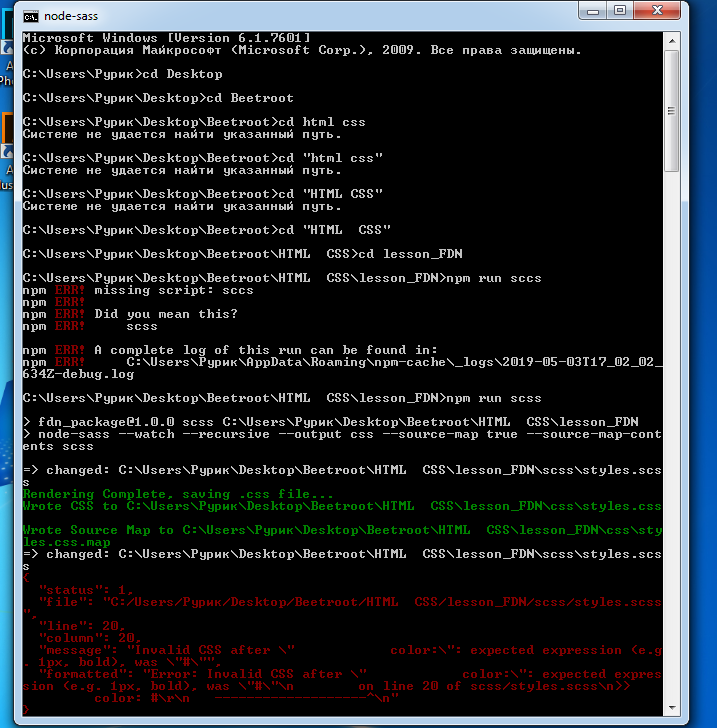 node-sass
Microsoft Windows [Version 6.1.7601]
(c) Корпорация Майкрософт (Microsoft Corp.), 2009. Все права защищены.
C:\Users\Рурик>cd Desktop
C:\Users\Рурик\Desktop>cd Beetroot
C:\Users\Рурик\Desktop\Beetroot>cd html css
Системе не удается найти указанный путь.
C:\Users\Рурик\Desktop\Beetroot>cd "html css"
Системе не удается найти указанный путь.
C:\Users\Рурик\Desktop\Beetroot>cd "HTML CSS"
Системе не удается найти указанный путь.
C:\Users\Рурик\Desktop\Beetroot>cd "HTML  CSS"
C:\Users\Рурик\Desktop\Beetroot\HTML  CSS>cd lesson_FDN
C:\Users\Рурик\Desktop\Beetroot\HTML  CSS\lesson_FDN>npm run sccs
npm ERR! missing script: sccs
npm ERR!
npm ERR! Did you mean this?
npm ERR!     scss
npm ERR! A complete log of this run can be found in:
npm ERR!     C:\Users\Рурик\AppData\Roaming\npm-cache\_logs\2019-05-03T17_02_02_
634Z-debug.log
C:\Users\Рурик\Desktop\Beetroot\HTML  CSS\lesson_FDN>npm run scss
> fdn_package@1.0.0 scss C:\Users\Рурик\Desktop\Beetroot\HTML  CSS\lesson_FDN
> node-sass --watch --recursive --output css --source-map true --source-map-cont
ents scss
=> changed: C:\Users\Рурик\Desktop\Beetroot\HTML  CSS\lesson_FDN\scss\styles.scs
s
Rendering Complete, saving .css file...
Wrote CSS to C:\Users\Рурик\Desktop\Beetroot\HTML  CSS\lesson_FDN\css\styles.css
Wrote Source Map to C:\Users\Рурик\Desktop\Beetroot\HTML  CSS\lesson_FDN\css\sty
les.css.map
=> changed: C:\Users\Рурик\Desktop\Beetroot\HTML  CSS\lesson_FDN\scss\styles.scs
s
{
  "status": 1,
  "file": "C:/Users/Рурик/Desktop/Beetroot/HTML  CSS/lesson_FDN/scss/styles.scss
",
  "line": 20,
  "column": 20,
  "message": "Invalid CSS after \"            color:\": expected expression (e.g
. 1px, bold), was \"#\"",
  "formatted": "Error: Invalid CSS after \"            color:\": expected expres
sion (e.g. 1px, bold), was \"#\"\n        on line 20 of scss/styles.scss\n>>
         color: #\r\n   -------------------^\n"
}